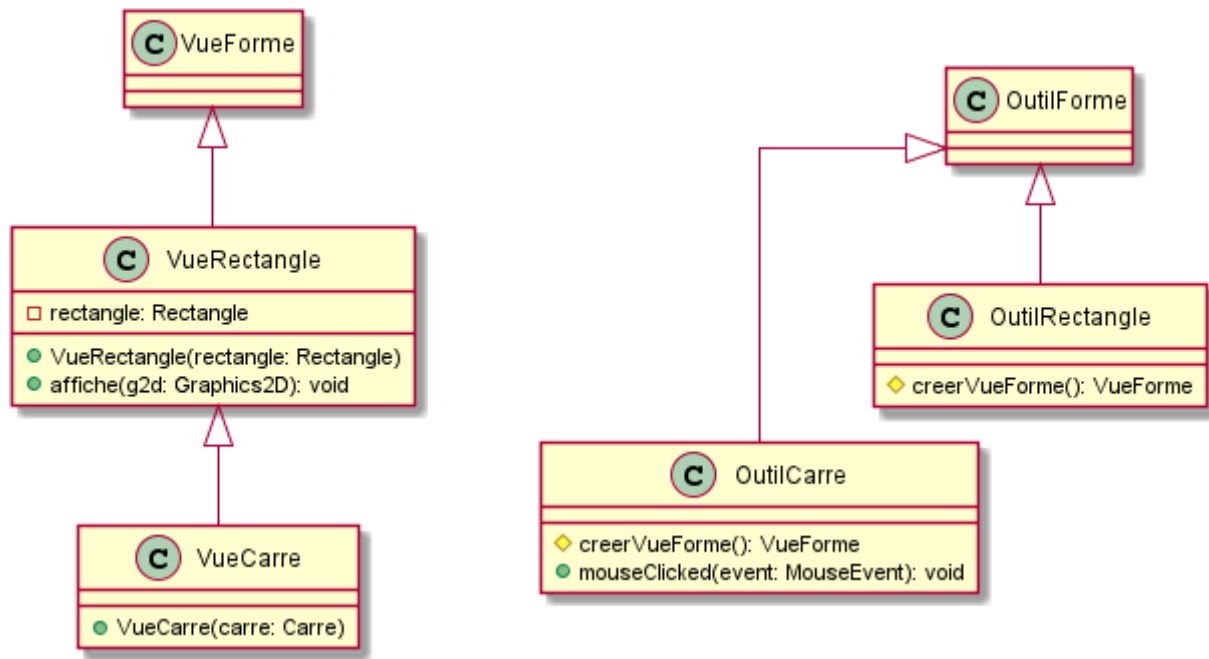 C VueForme
C VueRectangle
rectangle: Rectangle
VueRectangle(rectangle: Rectangle)
affiche(g2d: Graphics2D): void
C VueCarre
VueCarre(carre: Carre)
C OutilForme
C OutilRectangle
creerVueForme(): VueForme
C OutilCarre
creerVueForme(): VueForme
mouseClicked(event: MouseEvent): void